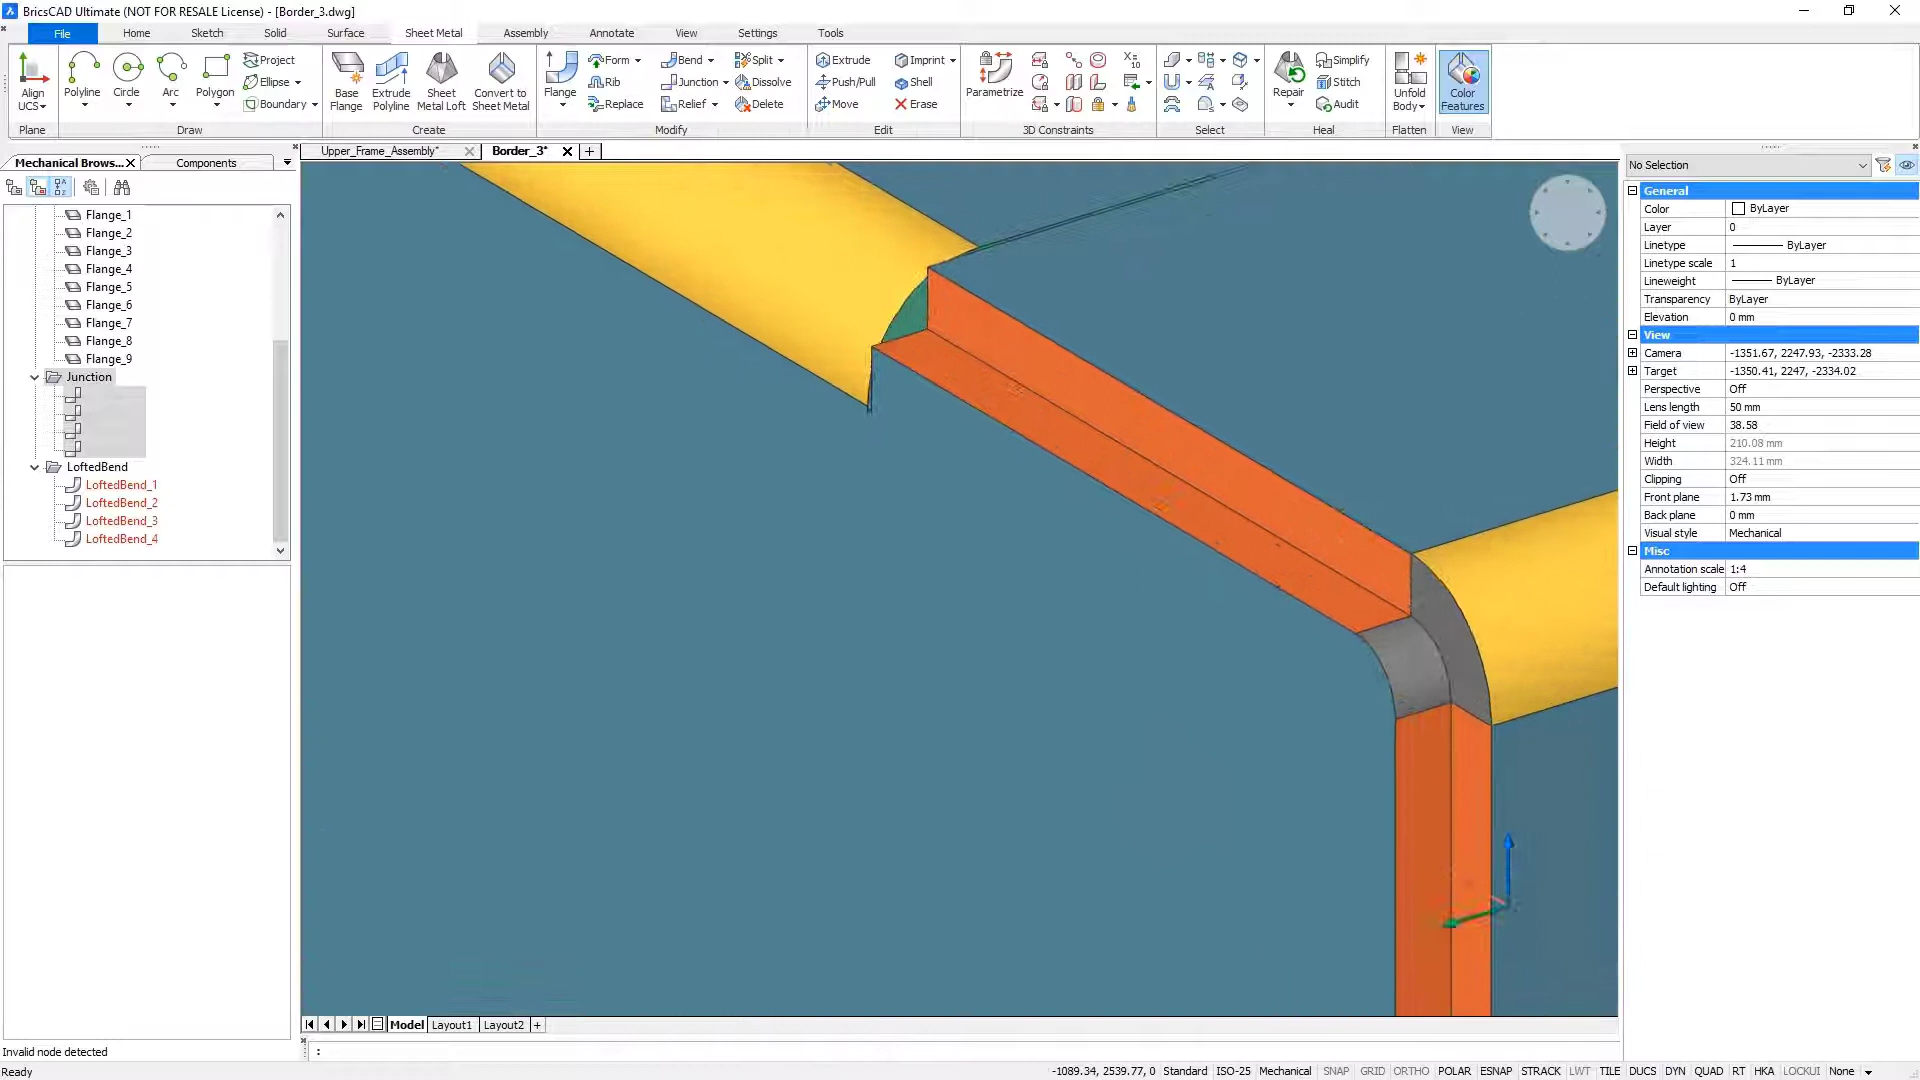 BricsCAD Ultimate (NOT FOR RESALE License) - [Border_3.dwg]
File Home Sketch Solid Surface Sheet Metal Assembly Annotate View Settings Tools
Align UCS
Plane
Polyline Circle Arc Polygon
Project
Ellipse
Boundary
Draw
Base Flange
Extrude Polyline
Sheet Metal Loft
Convert to Sheet Metal
Create
Flange
Form
Rib
Replace
Bend
Junction
Relief
Split
Dissolve
Delete
Modify
Extrude
Push/Pull
Move
Imprint
Shell
Erase
Edit
Parametrize
3D Constraints
Select
Repair
Simplify
Stitch
Audit
Heal
Unfold Body
Flatten
Color Features
View
Mechanical Brows...
Components
Flange_1
Flange_2
Flange_3
Flange_4
Flange_5
Flange_6
Flange_7
Flange_8
Flange_9
Junction
LoftedBend
LoftedBend_1
LoftedBend_2
LoftedBend_3
LoftedBend_4
Invalid node detected
Upper_Frame_Assembly*
Border_3*
Model Layout1 Layout2 +
:
No Selection
General
Color ByLayer
Layer 0
Linetype ByLayer
Linetype scale 1
Lineweight ByLayer
Transparency ByLayer
Elevation 0 mm
View
Camera -1351.67, 2247.93, -2333.28
Target -1350.41, 2247, -2334.02
Perspective Off
Lens length 50 mm
Field of view 38.58
Height 210.08 mm
Width 324.11 mm
Clipping Off
Front plane 1.73 mm
Back plane 0 mm
Visual style Mechanical
Misc
Annotation scale 1:4
Default lighting Off
Ready
-1089.34, 2539.77, 0 Standard ISO-25 Mechanical SNAP GRID ORTHO POLAR ESNAP STRACK LWT TILE DUCS DYN QUAD RT HKA LOCKUI None